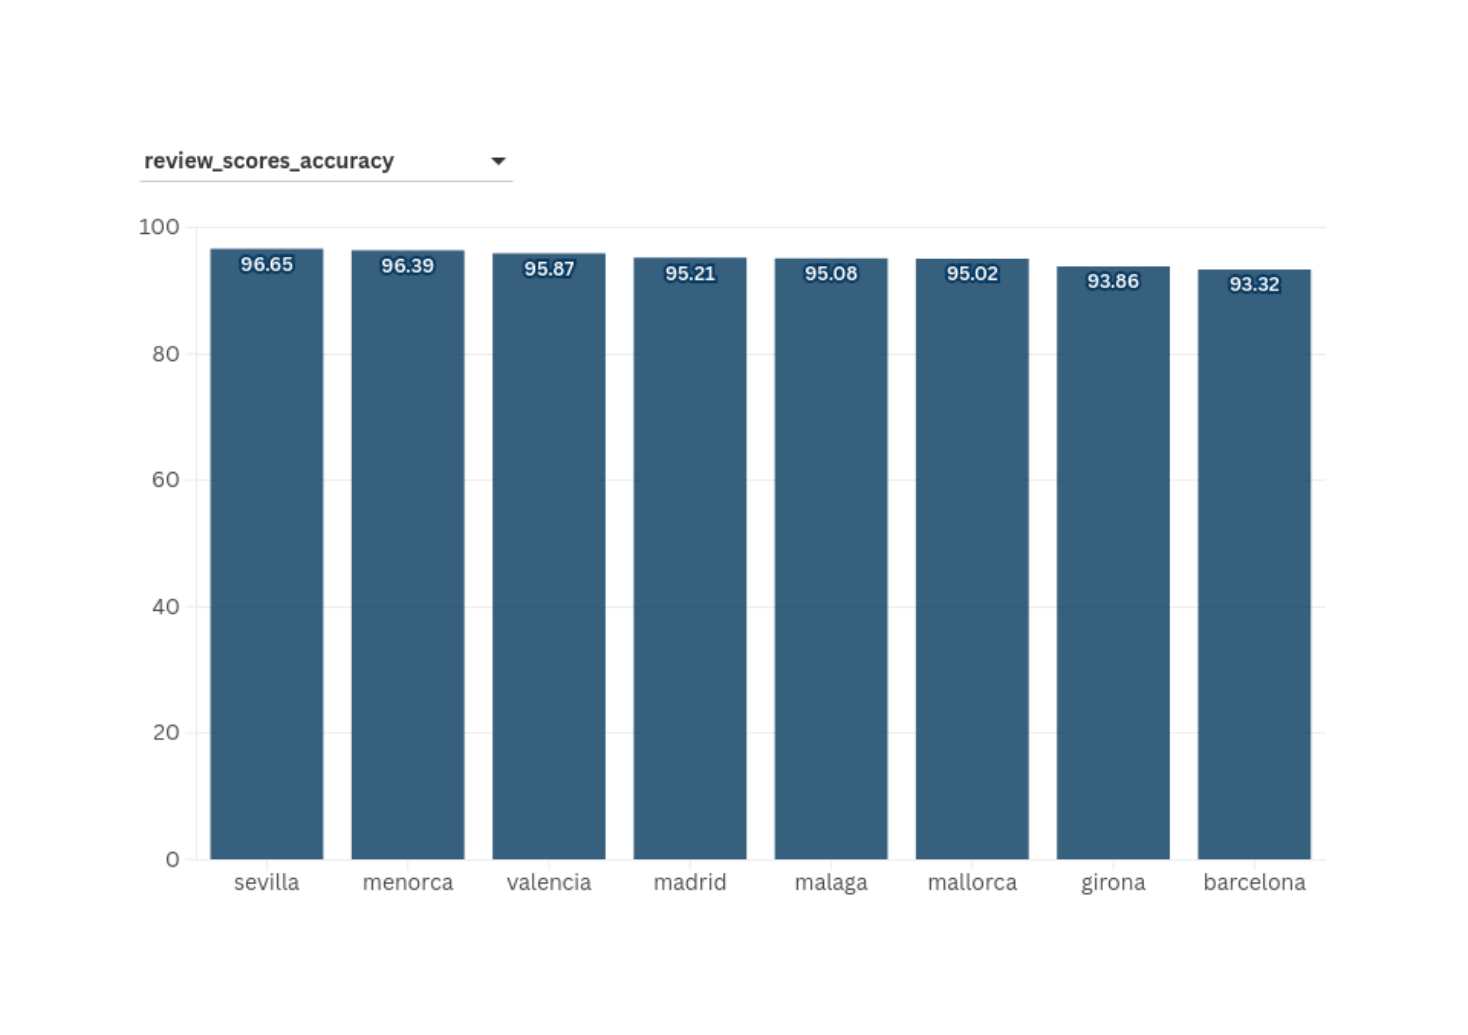 review_scores_accuracy
100
96.65 96.39 95.87 95.21 95.08 95.02 93.86 93.32
80
60
40
20
0
sevilla menorca valencia madrid malaga mallorca girona barcelona